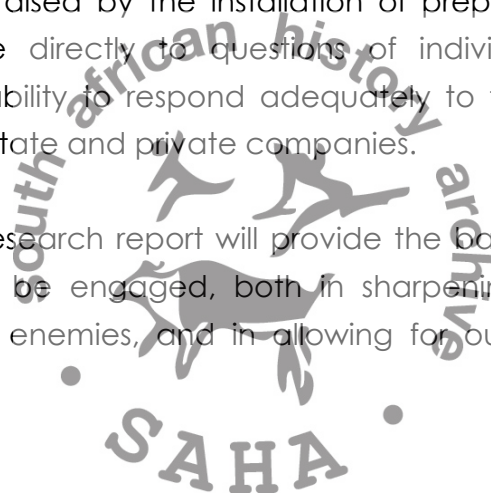 aised by the installation of prep
e directly to questions of indivi
bility to respond adequately to
tate and private companies.
esearch report will provide the ba
be engaged, both in sharpenin
enemies, and in allowing for ou
south african history archive
SAHA